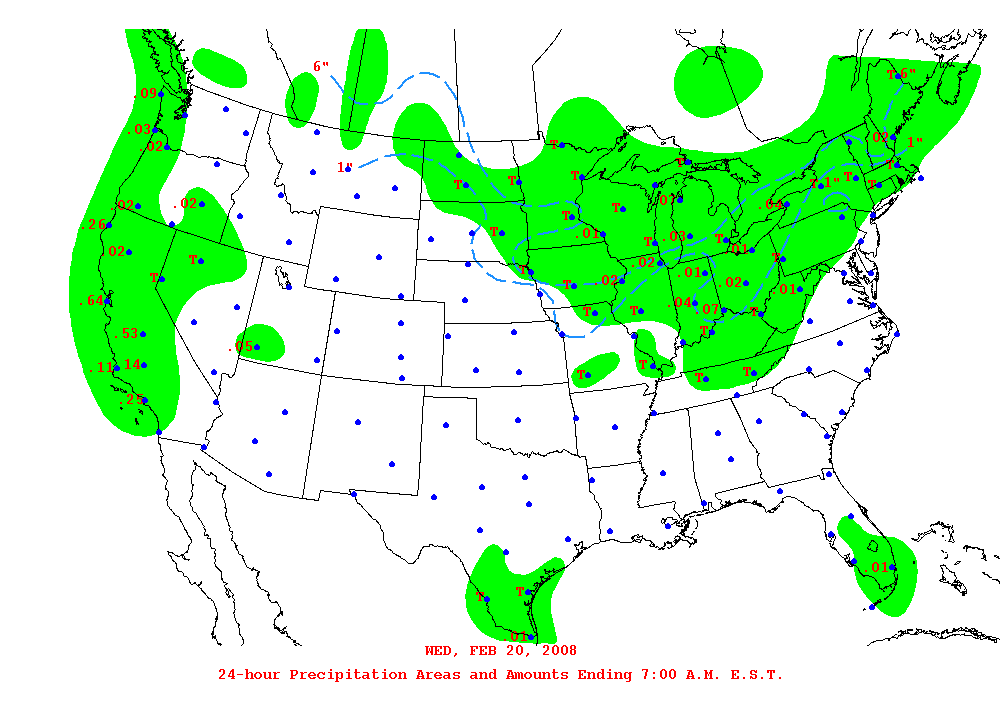 6"
T 6"
.09
.03
.02
T
.02
1"
1"
T
T
T
T
T
T
T 1"
T
.02
.02
.01
.04
.26
T
.01
T
.03
T
.02
T
.01
.02
T
T
T
.01
.02
.02
.01
.64
T
.04
.07
T
T
T
.53
T
.05
.11
.14
T
T
T
T
.25
.01
T
T
.01
WED, FEB 20, 2008
24-hour Precipitation Areas and Amounts Ending 7:00 A.M. E.S.T.